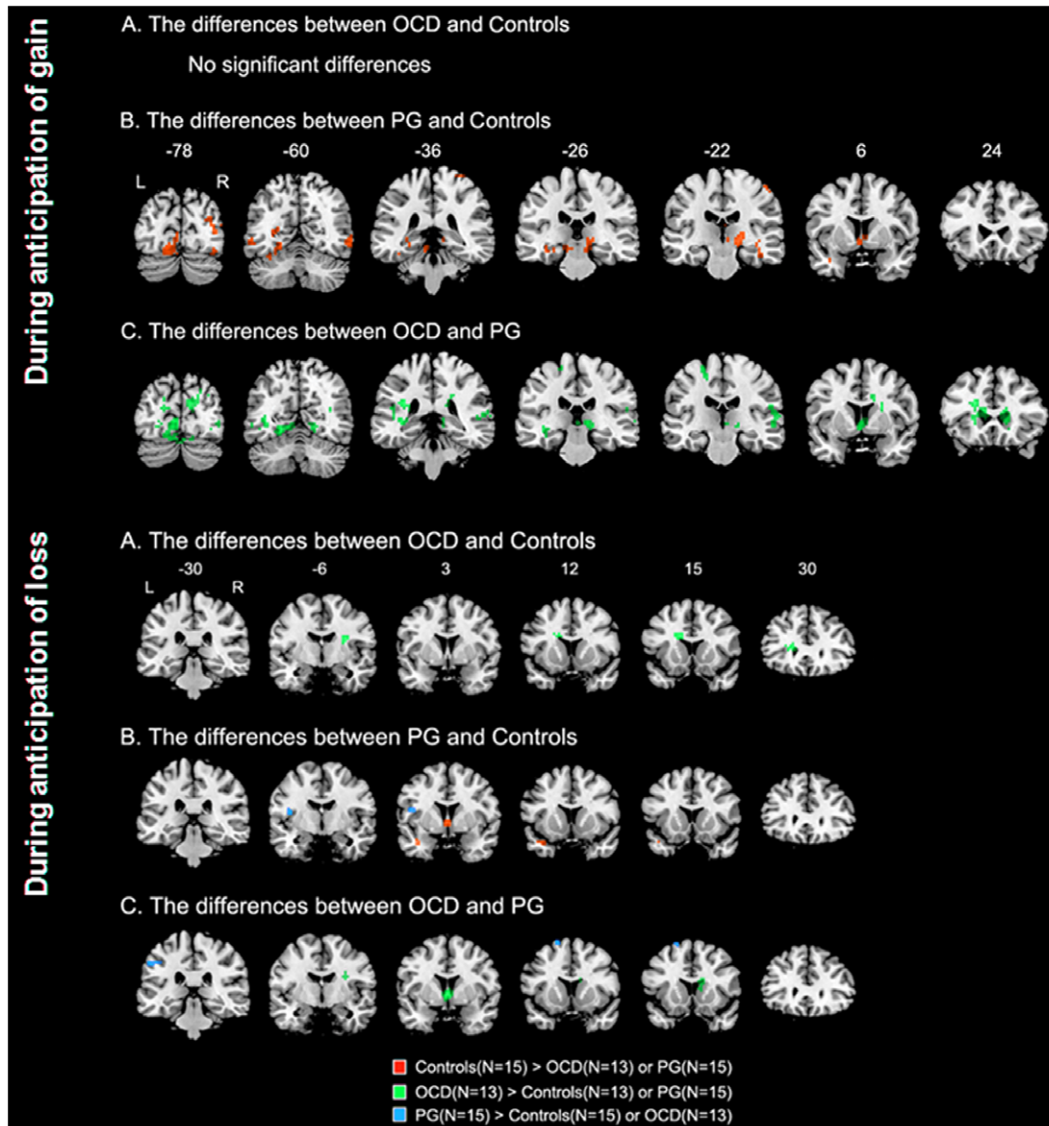 During anticipation of gain
A. The differences between OCD and Controls
No significant differences
B. The differences between PG and Controls
-78 -60 -36 -26 -22 6 24
L R
C. The differences between OCD and PG
During anticipation of loss
A. The differences between OCD and Controls
-30 -6 3 12 15 30
L R
B. The differences between PG and Controls
C. The differences between OCD and PG
Controls(N=15) > OCD(N=13) or PG(N=15)
OCD(N=13) > Controls(N=13) or PG(N=15)
PG(N=15) > Controls(N=15) or OCD(N=13)